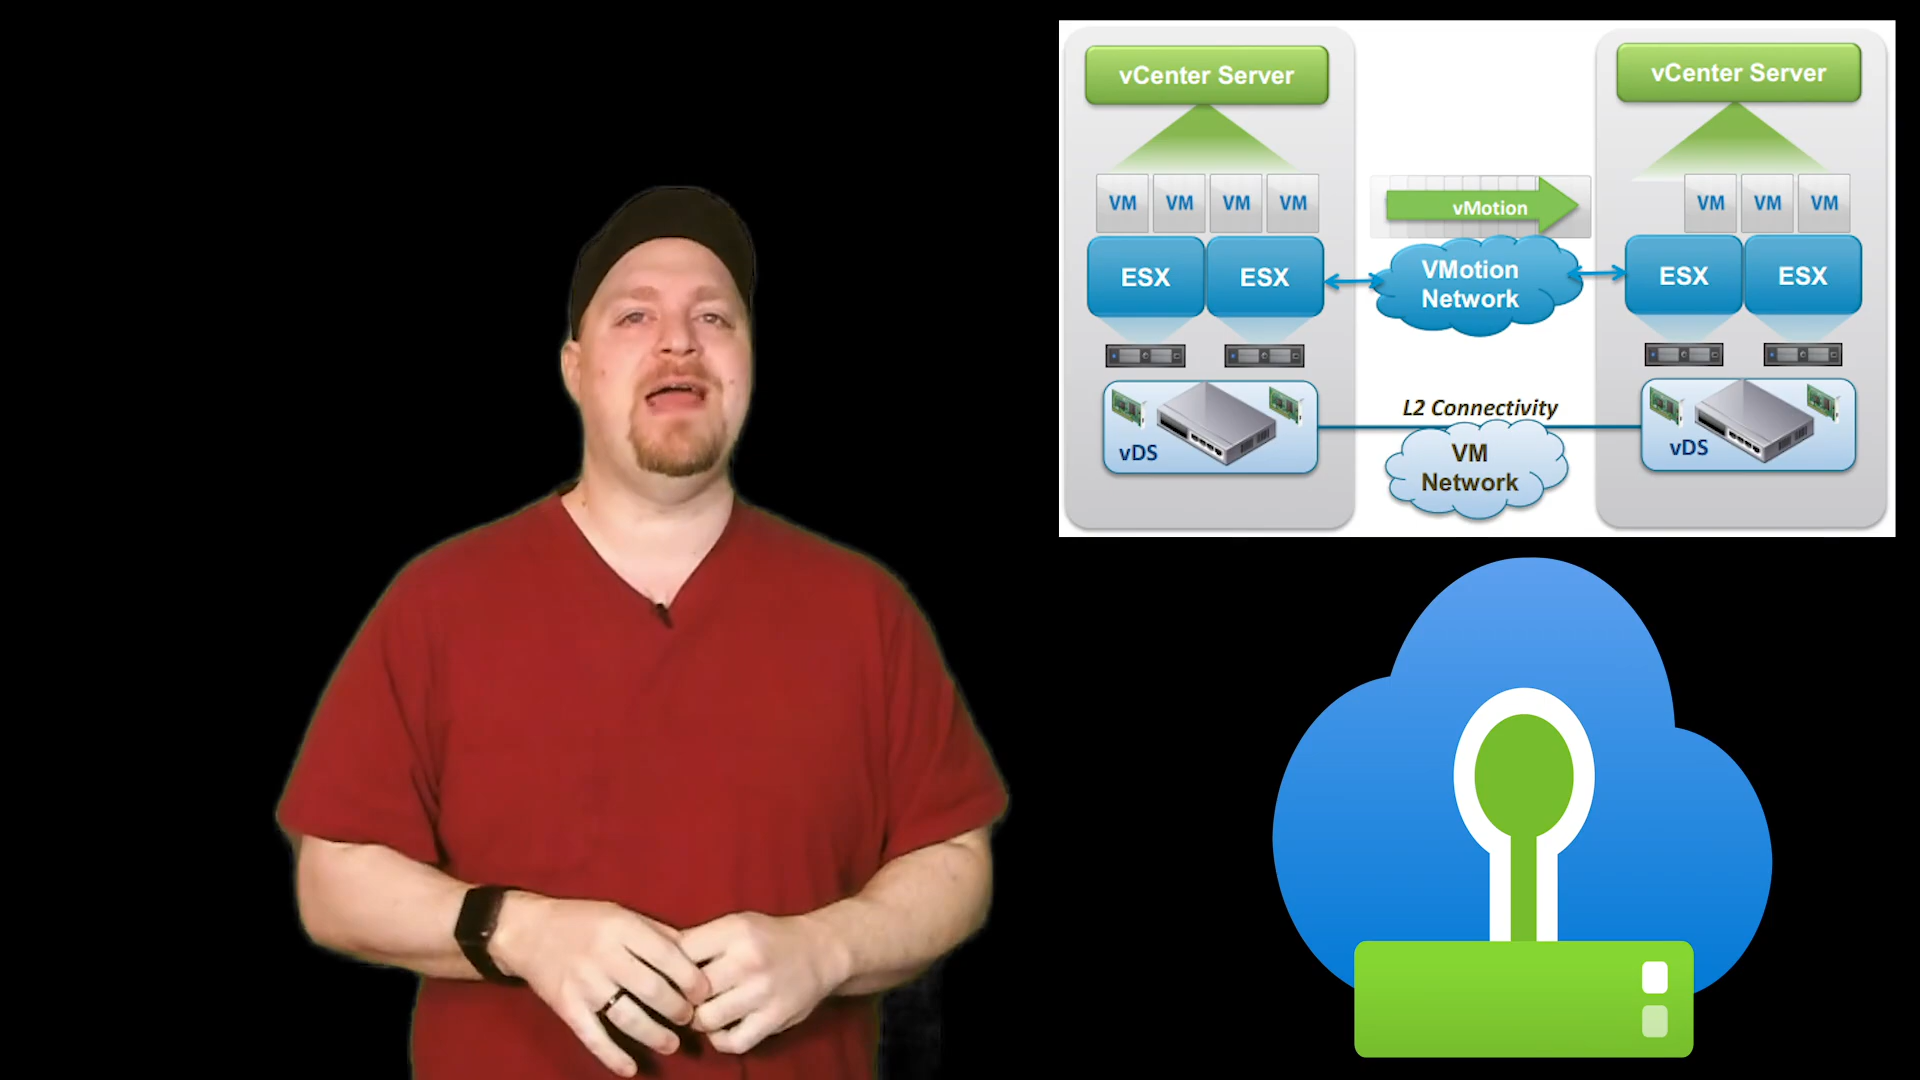 vCenter Server
vCenter Server
VM VM VM VM
vMotion
VM VM VM
ESX ESX
VMotion
Network
ESX ESX
L2 Connectivity
vDS
VM
Network
vDS